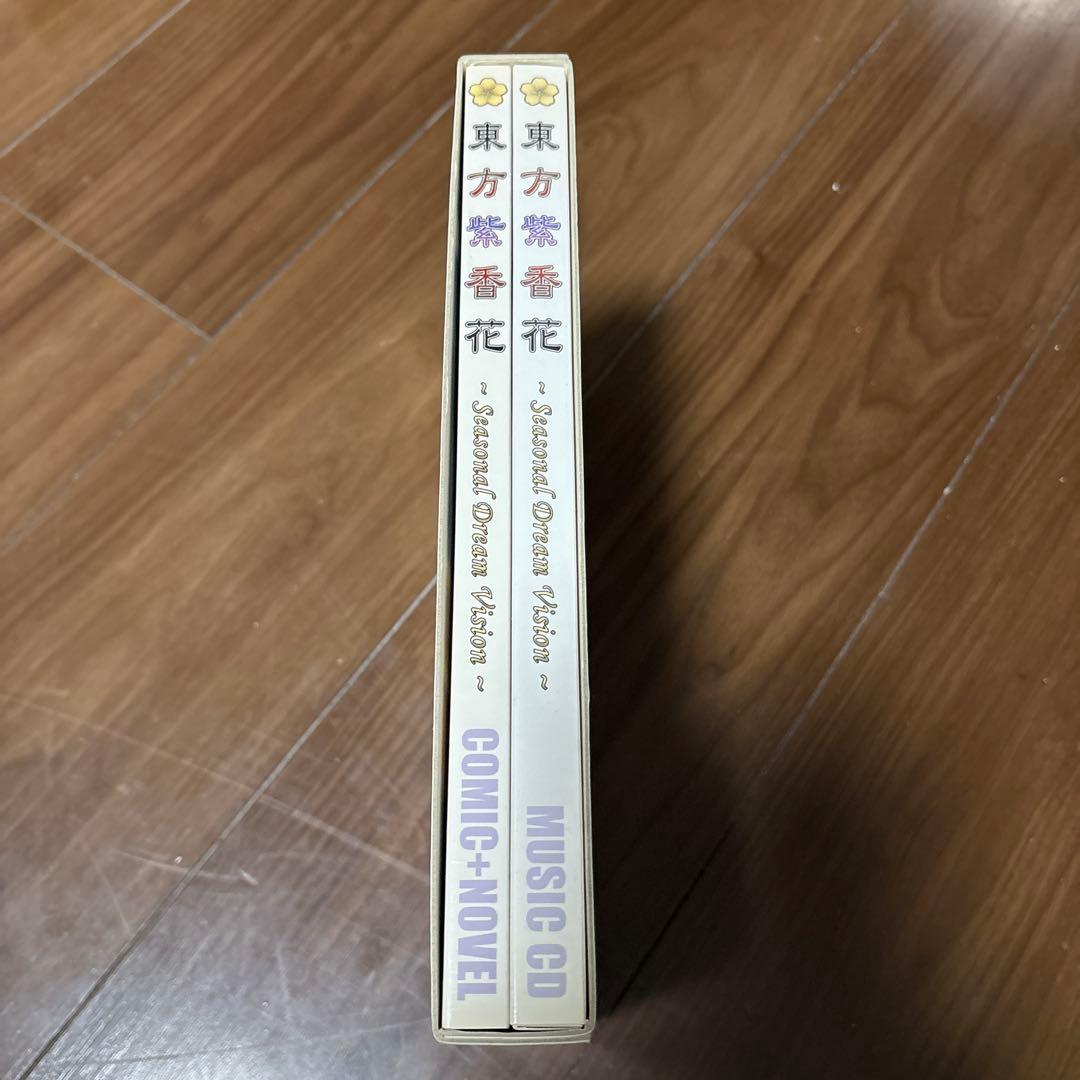 東方紫香花
~ Seasonal Dream Vision ~
COMIC+NOVEL
東方紫香花
~ Seasonal Dream Vision ~
MUSIC CD